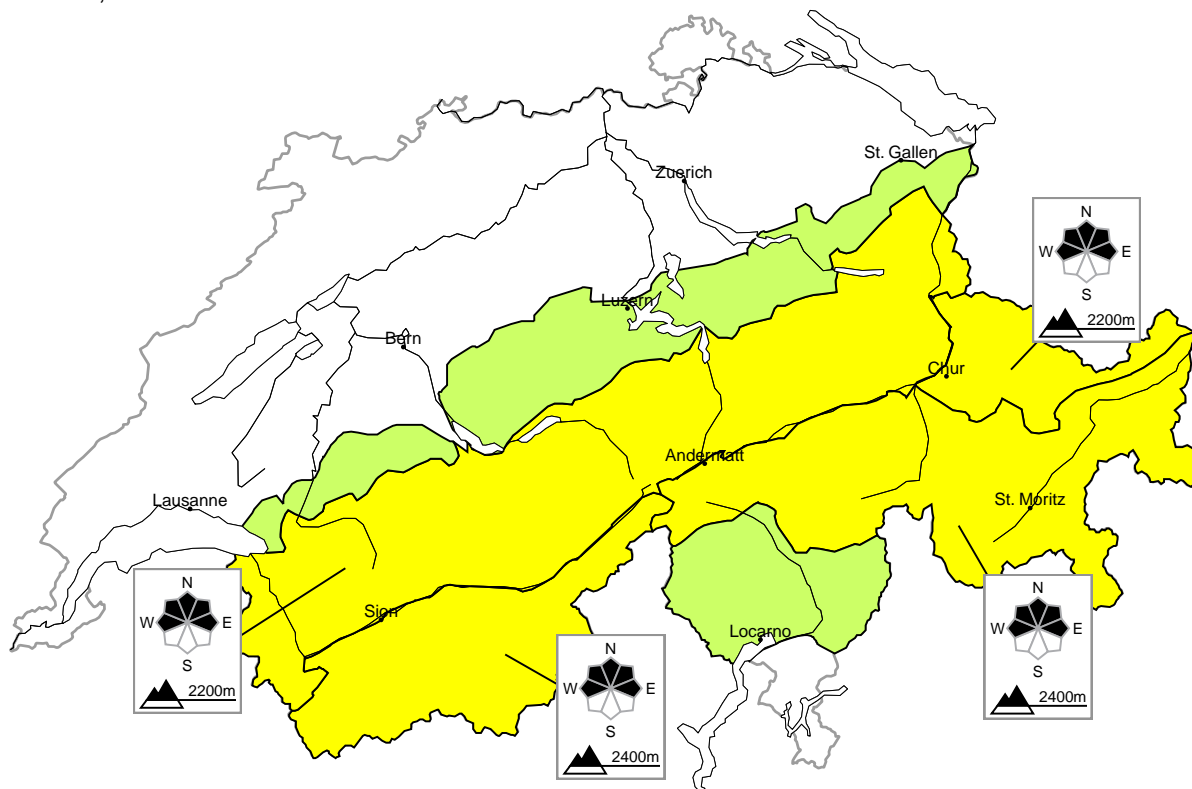 St. Gallen
Zuerich
N
W E
S
2200m
Luzern
Bern
Chur
Andermatt
Lausanne
St. Moritz
N
W E
S
2200m
Sion
N
W E
S
2400m
Locarno
N
W E
S
2400m